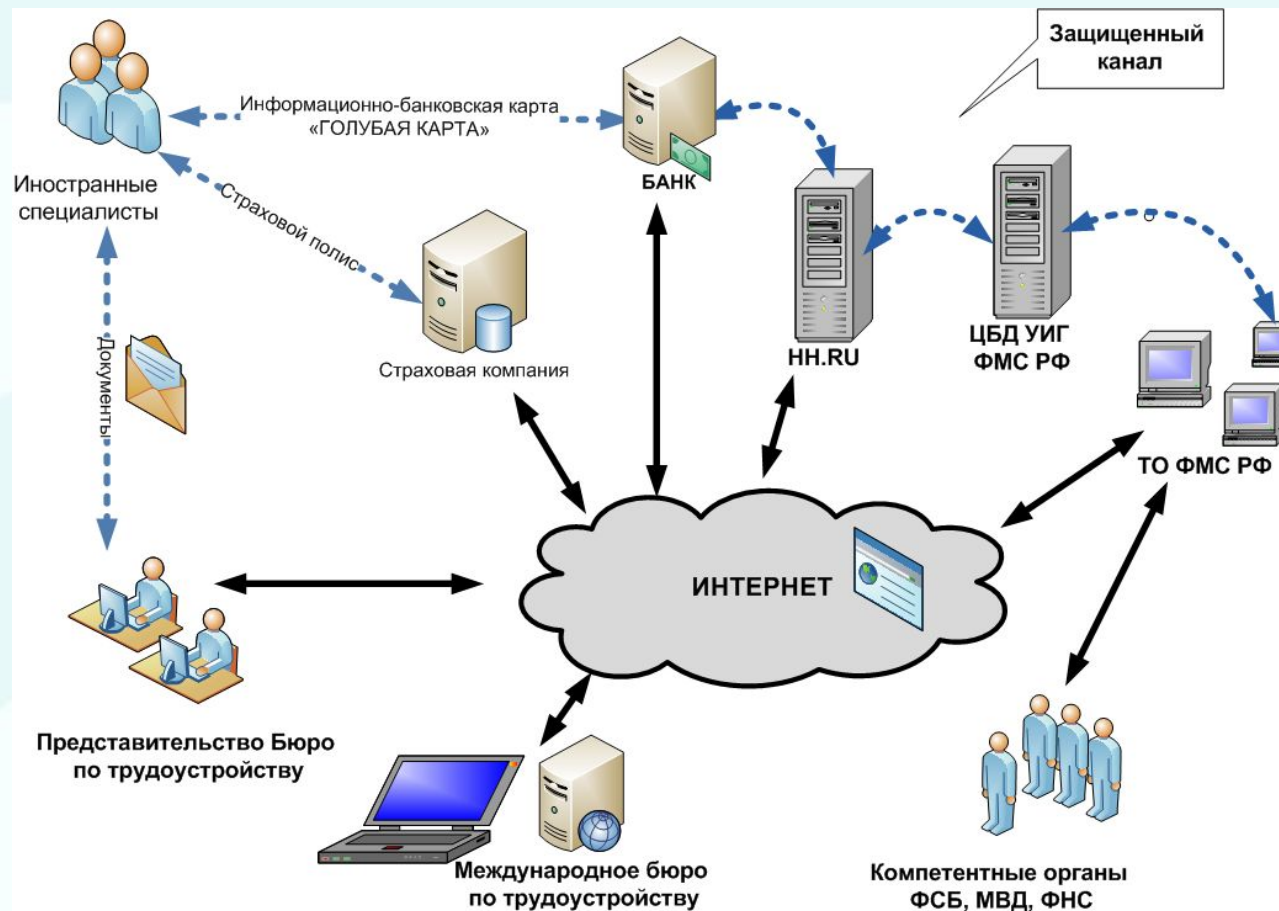 Защищенный
канал
Информационно-банковская карта
«ГОЛУБАЯ КАРТА»
БАНК
Иностранные
специалисты
Страховой полис
Страховая компания
HH.RU
ЦБД УИГ
ФМС РФ
ТО ФМС РФ
Документы
ИНТЕРНЕТ
Представительство Бюро
по трудоустройству
Международное бюро
по трудоустройству
Компетентные органы
ФСБ, МВД, ФНС